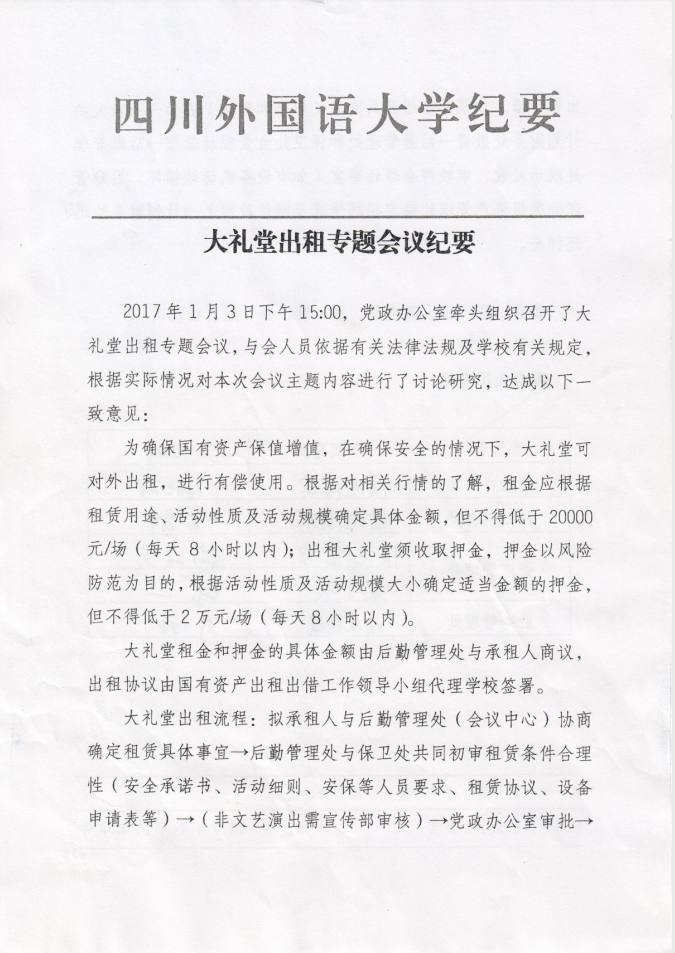 四川外国语大学纪要
大礼堂出租专题会议纪要
2017年1月3日下午15:00，党政办公室牵头组织召开了大
礼堂出租专题会议，与会人员依据有关法律法规及学校有关规定，
根据实际情况对本次会议主题内容进行了讨论研究，达成以下一
致意见：
为确保国有资产保值增值，在确保安全的情况下，大礼堂可
对外出租，进行有偿使用。根据对相关行情的了解，租金应根据
租赁用途、活动性质及活动规模确定具体金额，但不得低于20000
元/场（每天 8 小时以内）；出租大礼堂须收取押金，押金以风险
防范为目的，根据活动性质及活动规模大小确定适当金额的押金，
但不得低于2万元/场（每天8小时以内）。
大礼堂租金和押金的具体金额由后勤管理处与承租人商议，
出租协议由国有资产出租出借工作领导小组代理学校签署。
大礼堂出租流程：拟承租人与后勤管理处（会议中心）协商
确定租赁具体事宜→后勤管理处与保卫处共同初审租赁条件合理
性（安全承诺书、活动细则、安保等人员要求、租赁协议、设备
申请表等）→（非文艺演出需宣传部审核）→党政办公室审批→